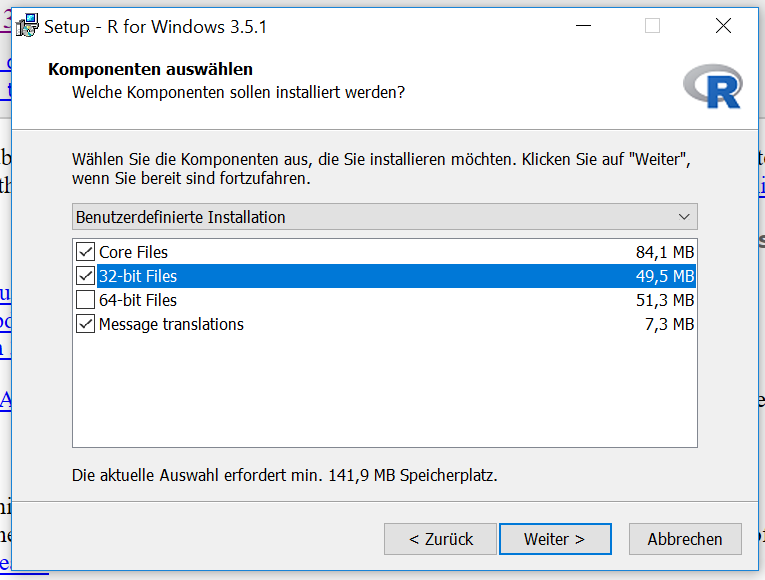 Setup - R for Windows 3.5.1
Komponenten auswählen
Welche Komponenten sollen installiert werden?
R
Wählen Sie die Komponenten aus, die Sie installieren möchten. Klicken Sie auf "Weiter",
wenn Sie bereit sind fortzufahren.
Benutzerdefinierte Installation
Core Files 84,1 MB
32-bit Files 49,5 MB
64-bit Files 51,3 MB
Message translations 7,3 MB
Die aktuelle Auswahl erfordert min. 141,9 MB Speicherplatz.
< Zurück Weiter > Abbrechen